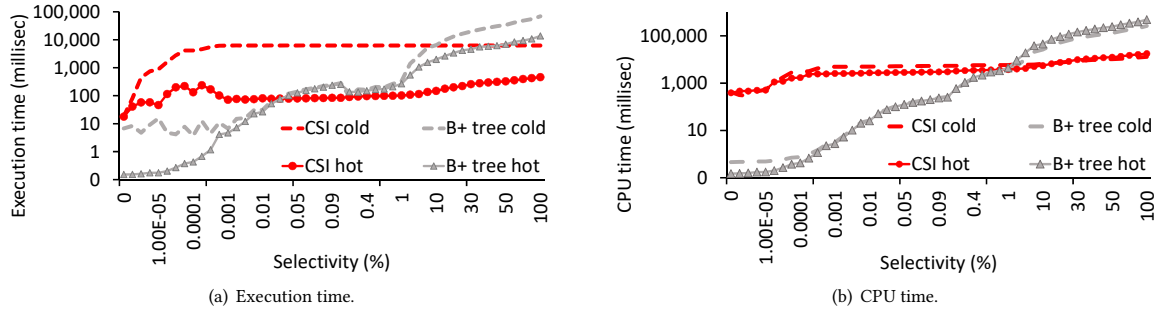 Execution time (millisec)
100,000
10,000
1,000
100
10
1
0
CSI cold
B+ tree cold
CSI hot
B+ tree hot
0
1.00E-05
0.0001
0.001
0.01
0.05
0.09
0.4
1
10
30
50
100
Selectivity (%)
(a) Execution time.
CPU time (millisec)
100,000
1,000
10
0
CSI cold
B+ tree cold
CSI hot
B+ tree hot
0
1.00E-05
0.0001
0.001
0.01
0.05
0.09
0.4
1
10
30
50
100
Selectivity (%)
(b) CPU time.